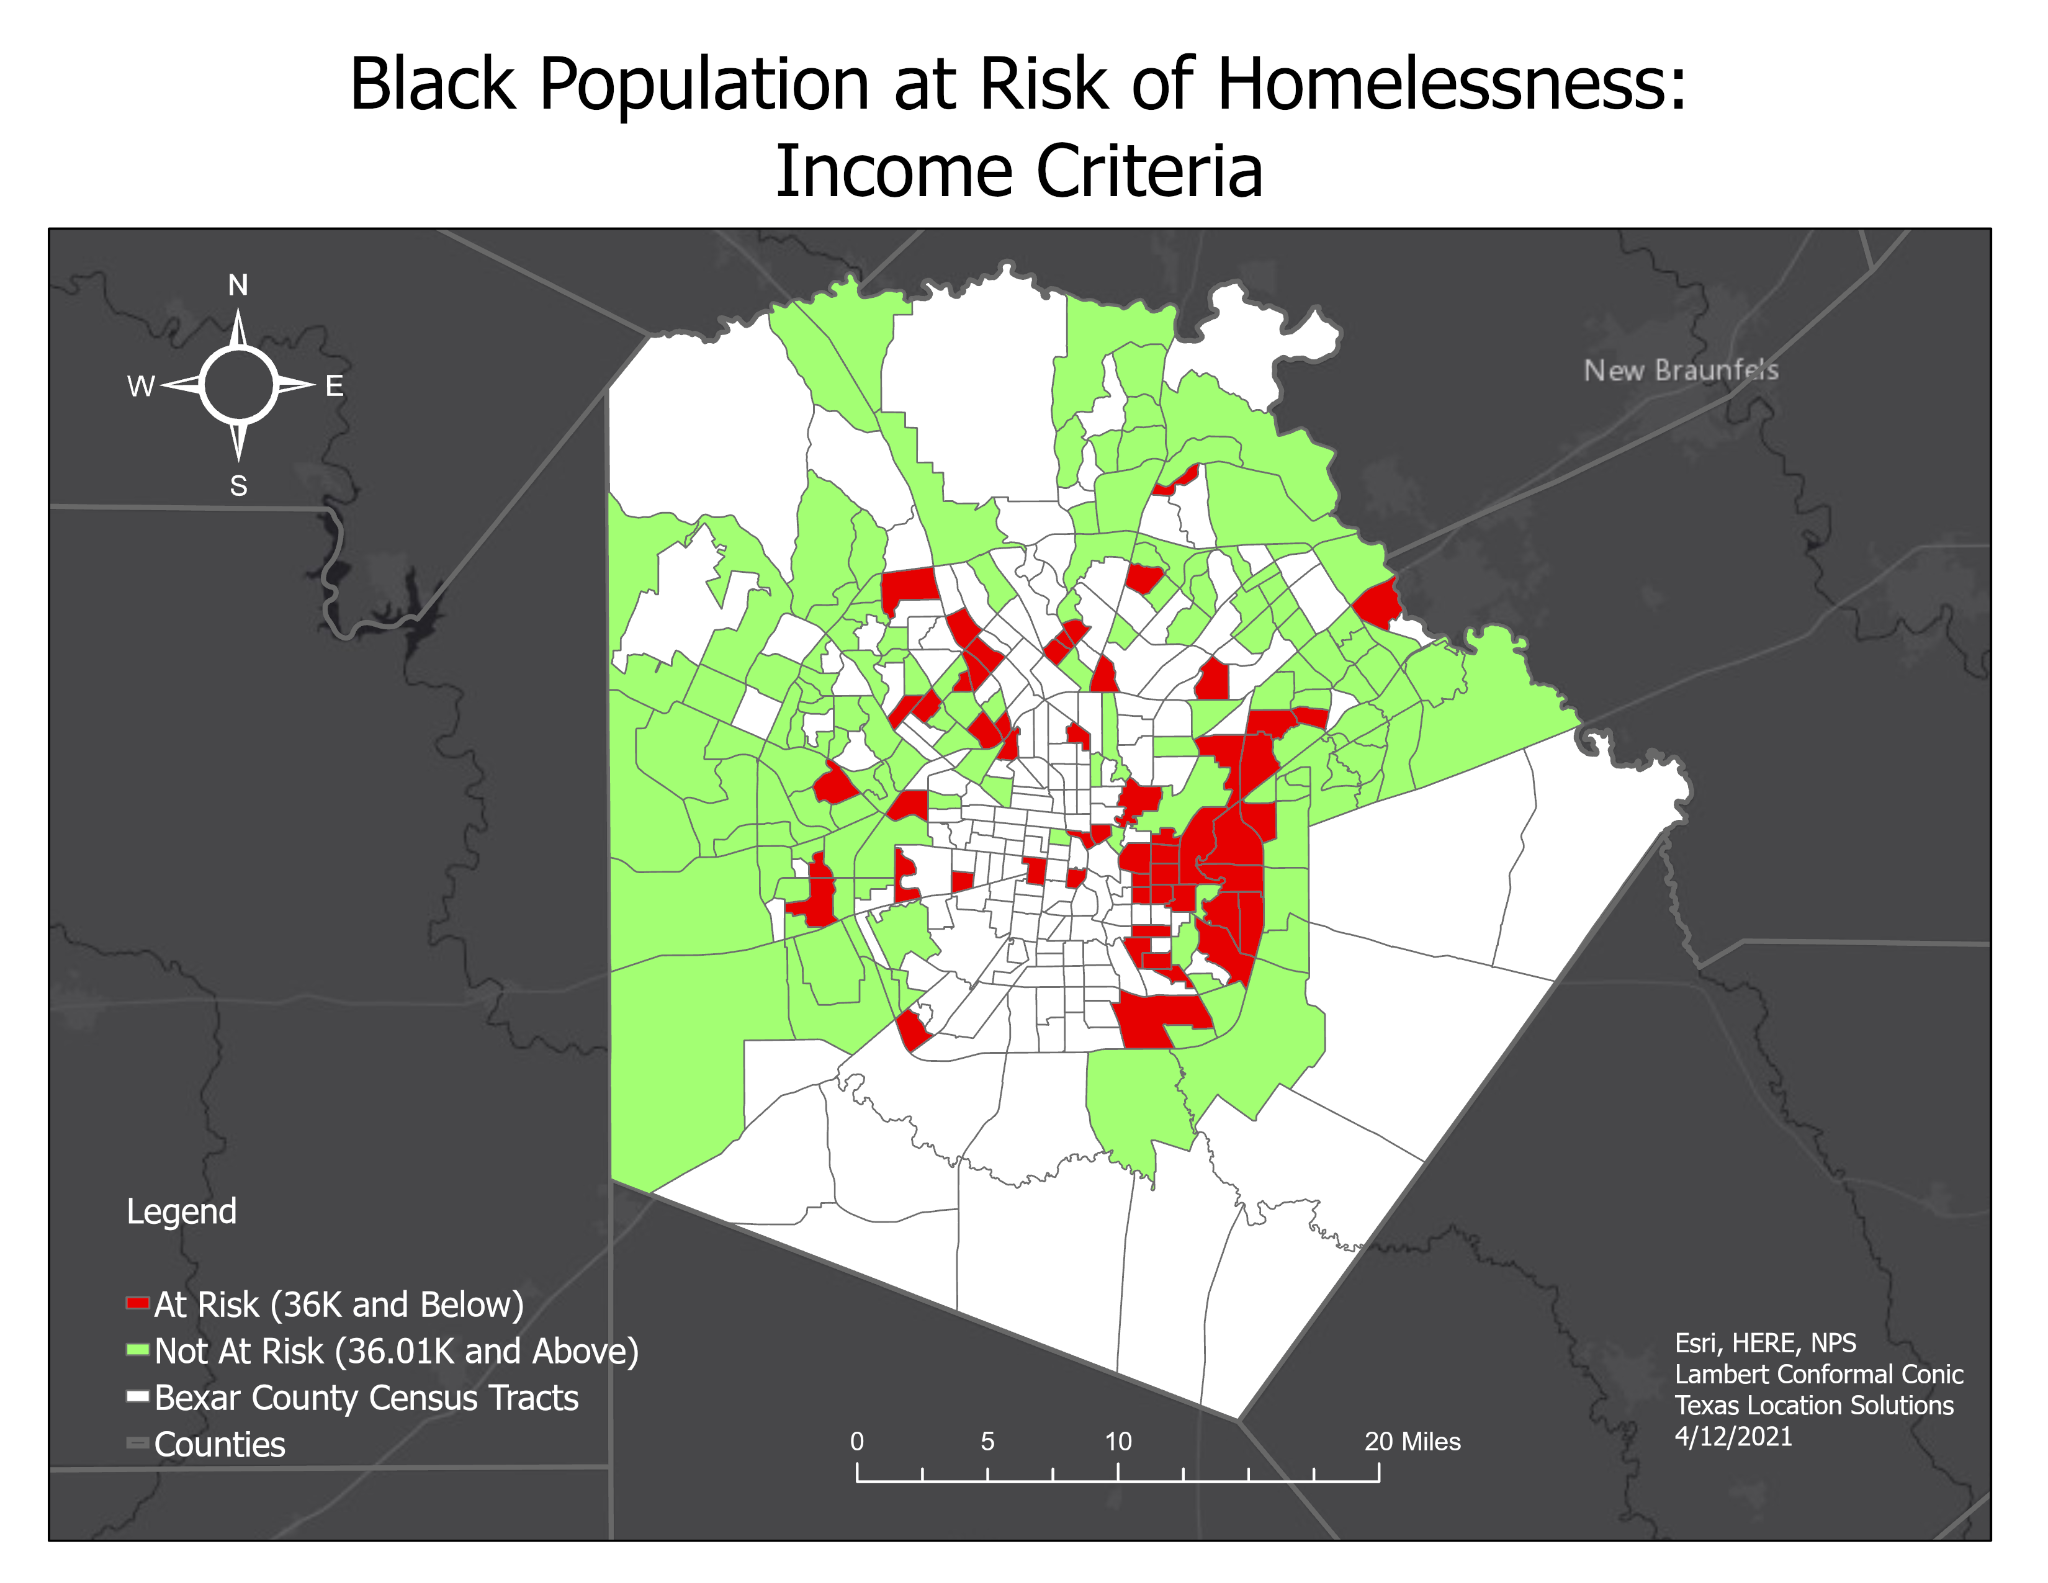 Black Population at Risk of Homelessness:
Income Criteria
N
W
E
S
New Braunfels
Legend
At Risk (36K and Below)
Not At Risk (36.01K and Above)
Bexar County Census Tracts
Counties
0 5 10 20 Miles
Esri, HERE, NPS
Lambert Conformal Conic
Texas Location Solutions
4/12/2021